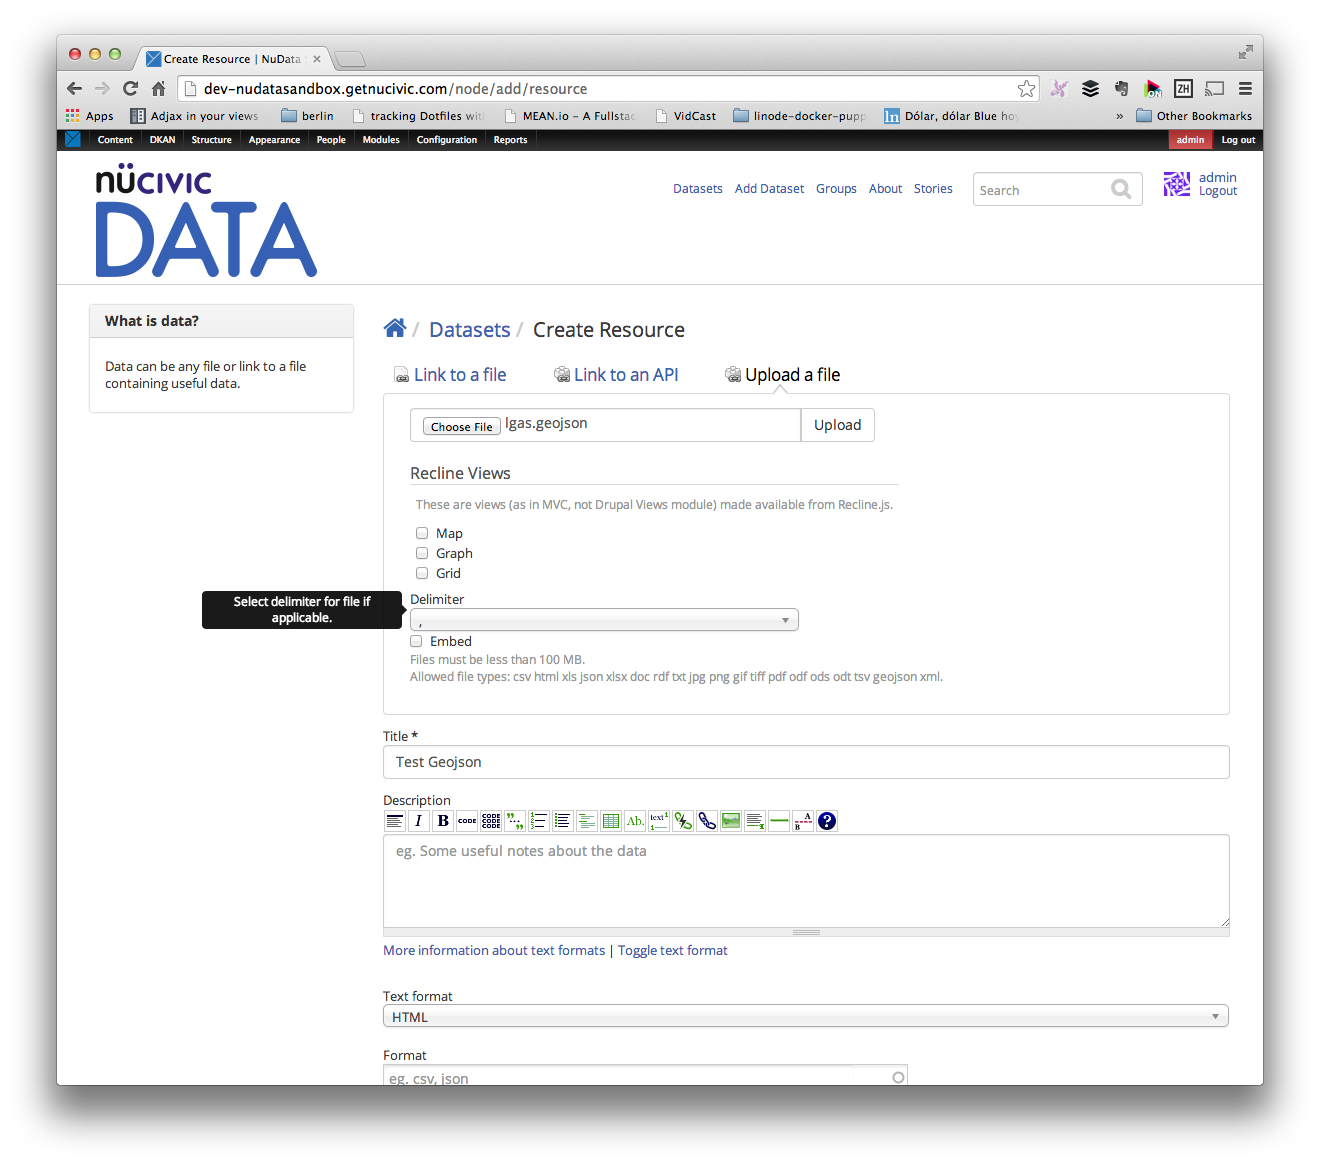 Create Resource | NuData
dev-nudatasandbox.getnucivic.com/node/add/resource
ZH
Apps Adjax in your views berlin tracking Dotfiles with MEAN.io – A Fullstac VidCast linode-docker-pupp Dólar, dólar Blue hoy » Other Bookmarks
Content DKAN Structure Appearance People Modules Configuration Reports admin Log out
nüCIVIC
DATA
Datasets Add Dataset Groups About Stories Search admin
Logout
What is data?
Data can be any file or link to a file
containing useful data.
/ Datasets / Create Resource
Link to a file Link to an API Upload a file
Choose File lgas.geojson Upload
Recline Views
These are views (as in MVC, not Drupal Views module) made available from Recline.js.
Map
Graph
Grid
Select delimiter for file if
applicable.
Delimiter
,
Embed
Files must be less than 100 MB.
Allowed file types: csv html xls json xlsx doc rdf txt jpg png gif tiff pdf odf ods odt tsv geojson xml.
Title *
Test Geojson
Description
I B CODE CODE CODE Ab. text A B ?
eg. Some useful notes about the data
More information about text formats | Toggle text format
Text format
HTML
Format
eg. csv, json